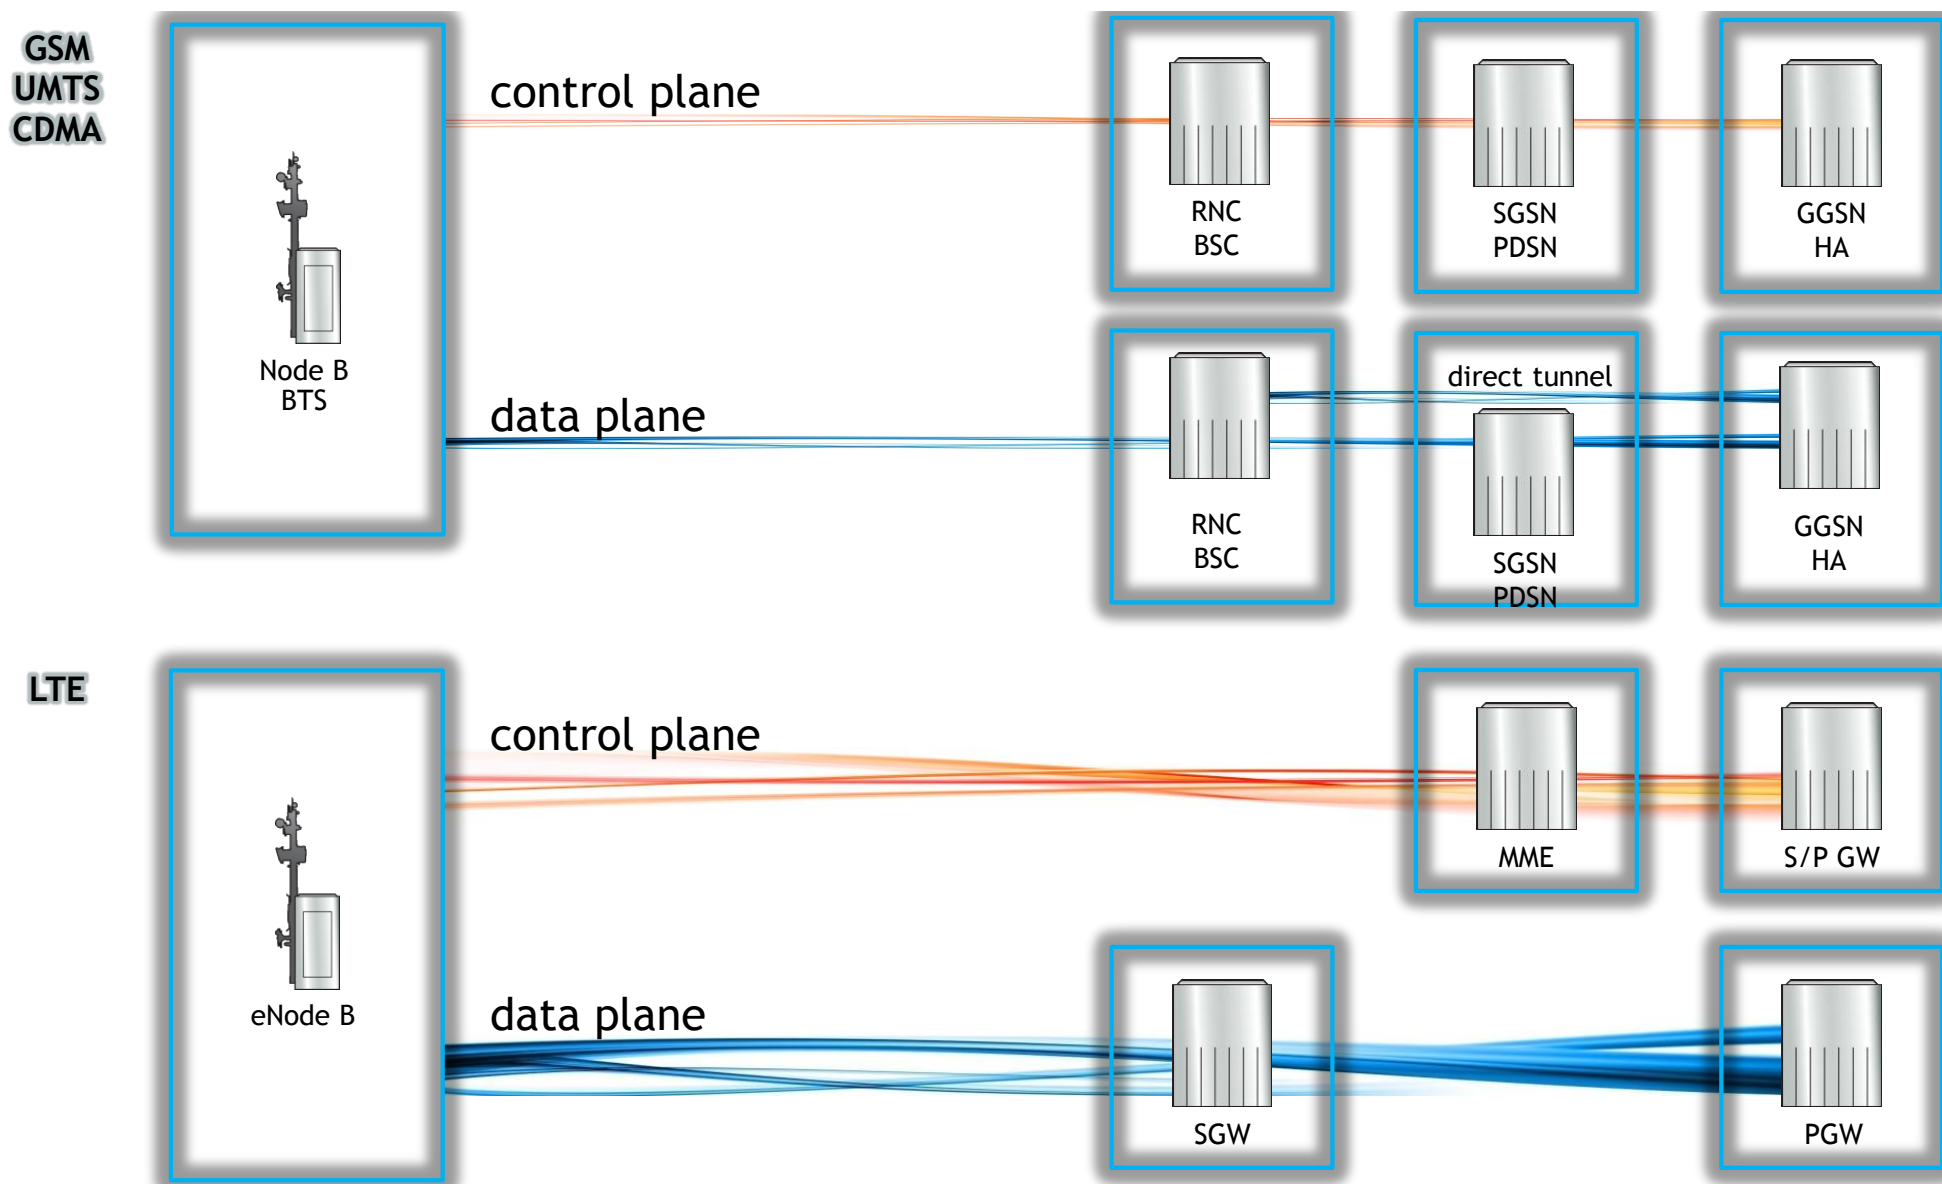 GSM
UMTS
CDMA
control plane
RNC
BSC
SGSN
PDSN
GGSN
HA
Node B
BTS
data plane
direct tunnel
RNC
BSC
SGSN
PDSN
GGSN
HA
LTE
control plane
MME
S/P GW
eNode B
data plane
SGW
PGW